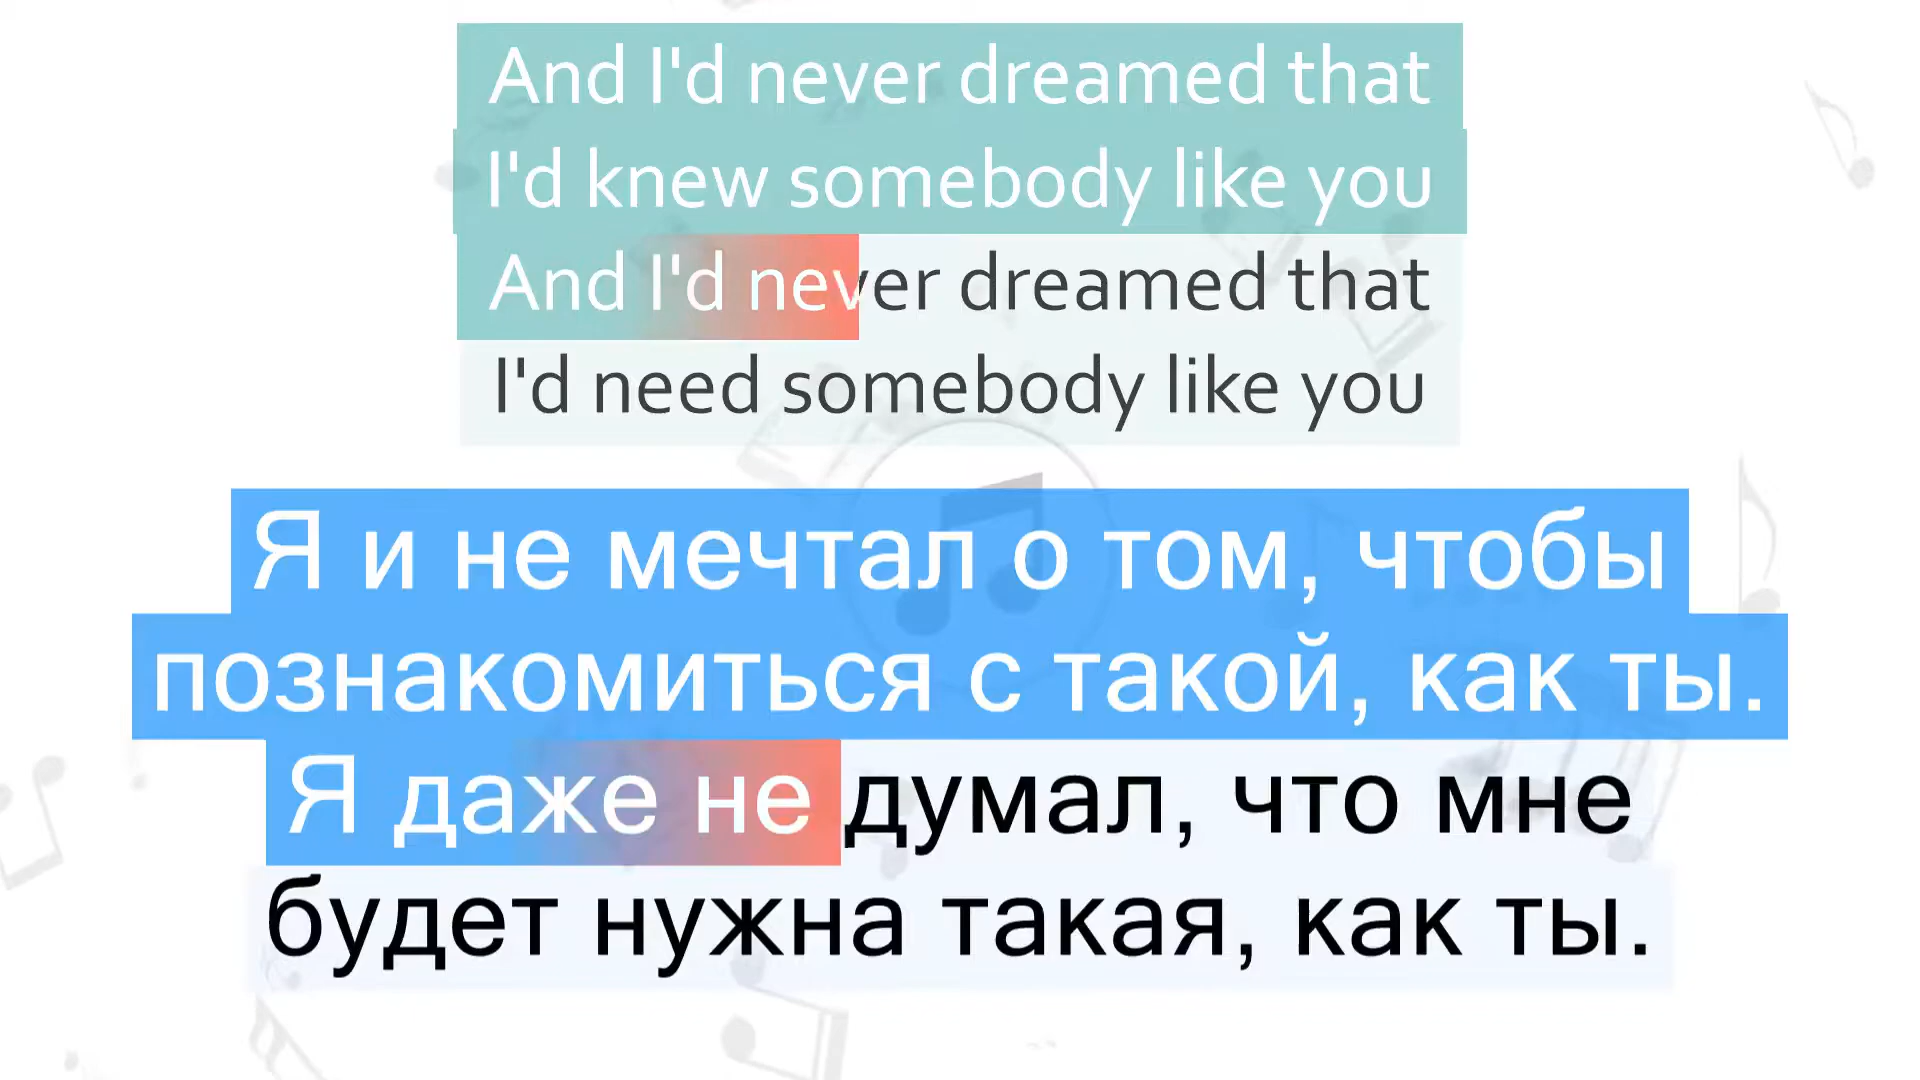 And I'd never dreamed that
I'd knew somebody like you
And I'd never dreamed that
I'd need somebody like you
Я и не мечтал о том, чтобы
познакомиться с такой, как ты.
Я даже не думал, что мне
будет нужна такая, как ты.